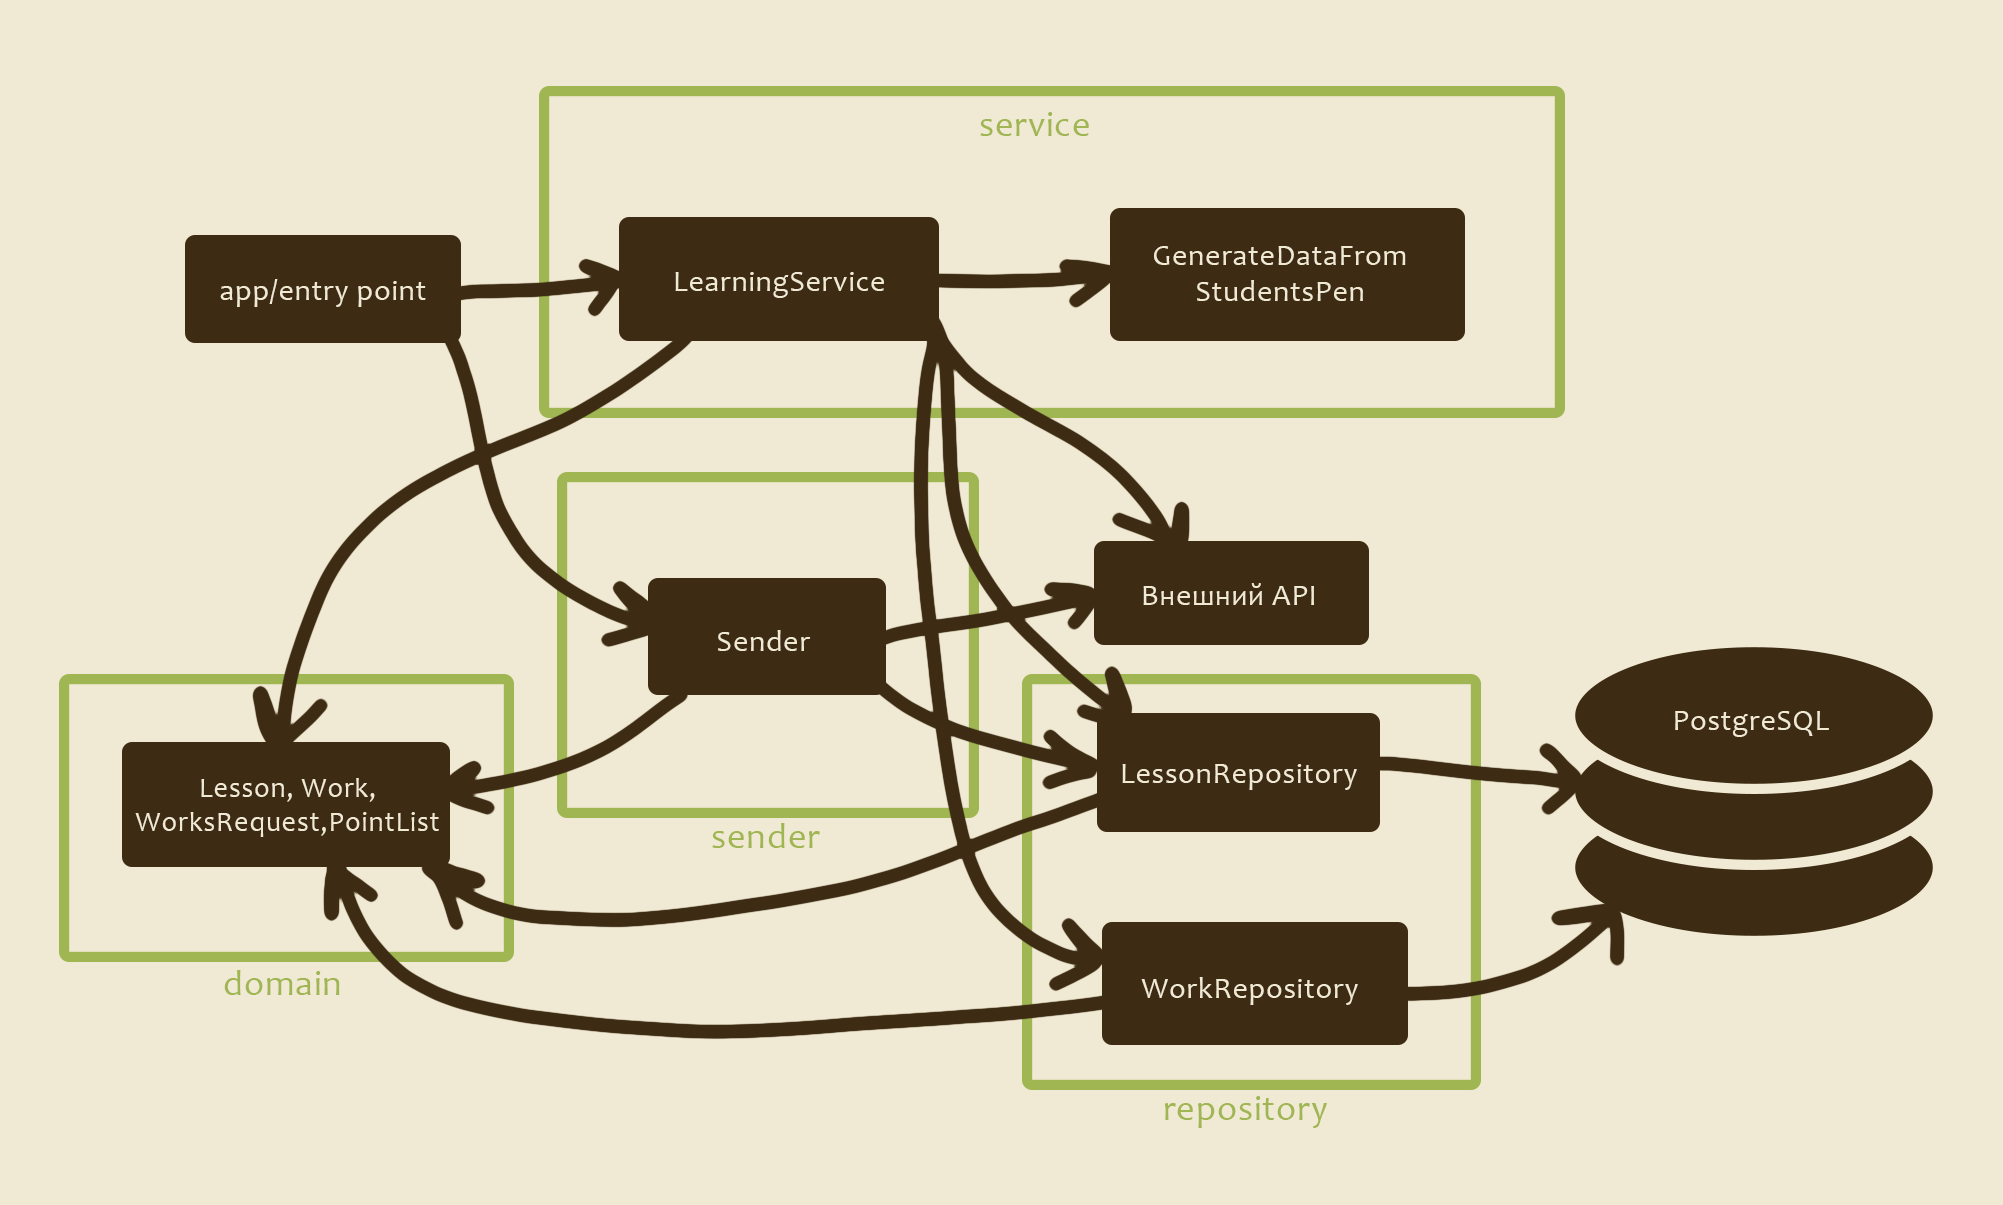 service
app/entry point
LearningService
GenerateDataFrom
StudentsPen
Sender
sender
Внешний API
PostgreSQL
Lesson, Work,
WorksRequest,PointList
domain
LessonRepository
WorkRepository
repository